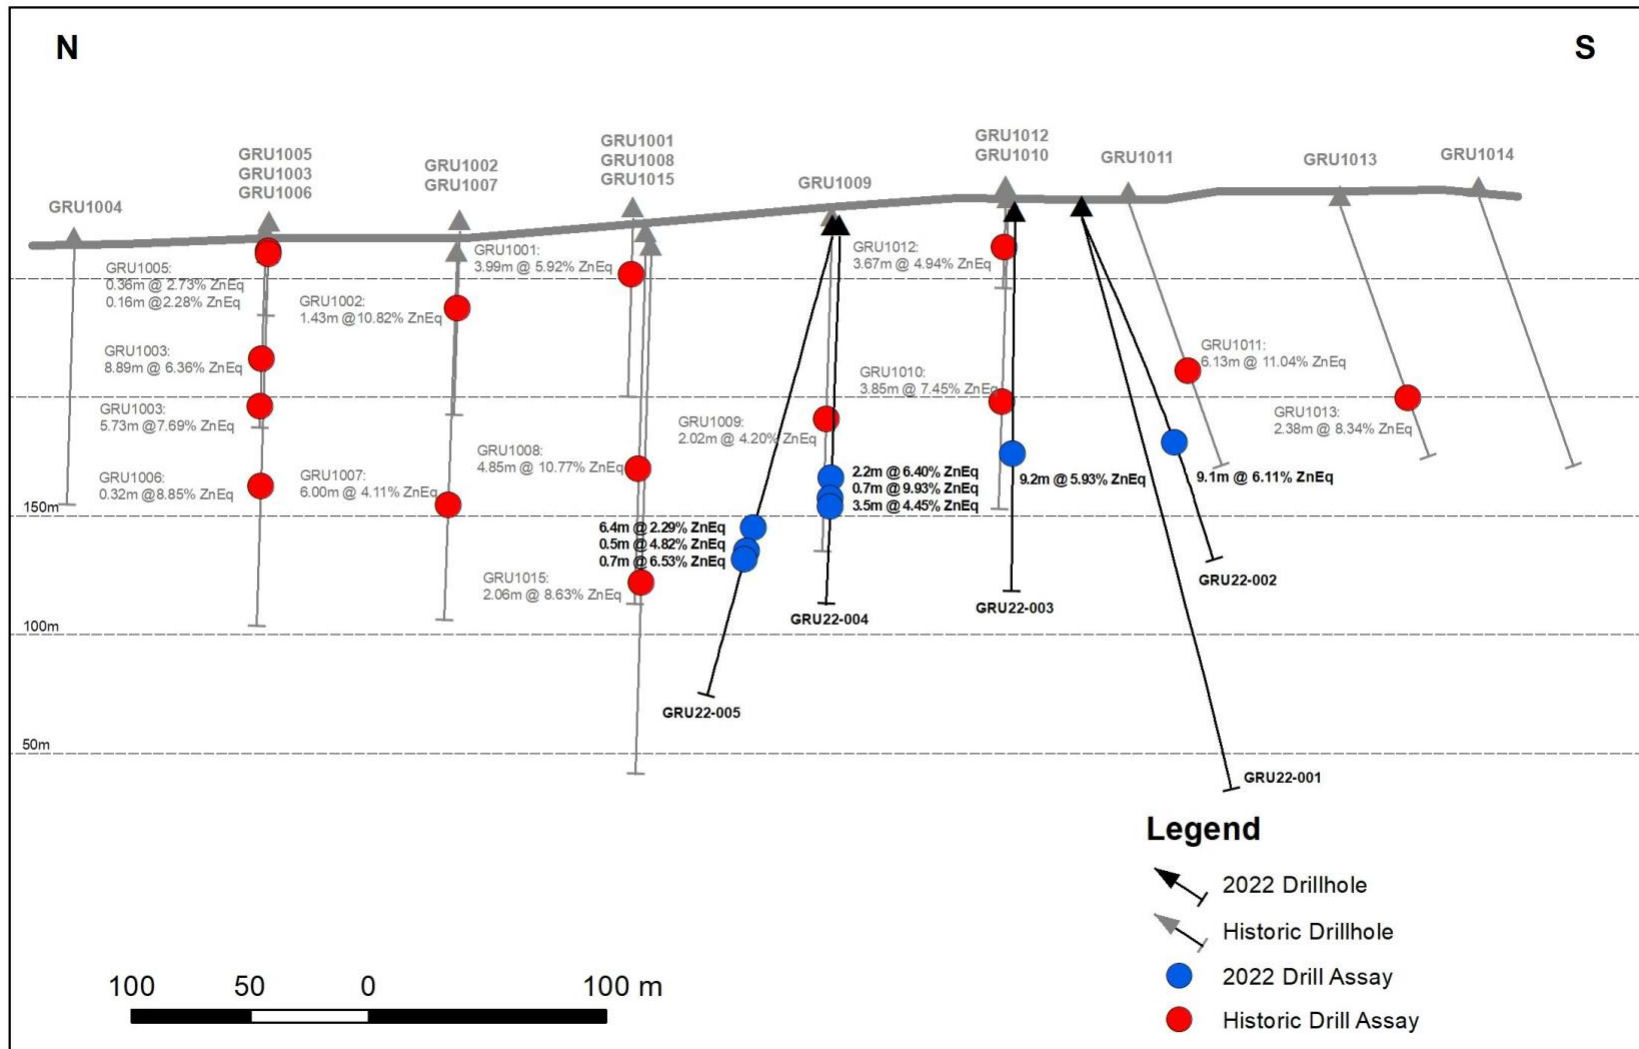 N
S
GRU1004
GRU1005
GRU1003
GRU1006
GRU1002
GRU1007
GRU1001
GRU1008
GRU1015
GRU1009
GRU1012
GRU1010
GRU1011
GRU1013
GRU1014
GRU1005:
0.36m @ 2.73% ZnEq
0.16m @2.28% ZnEq
GRU1003:
8.89m @ 6.36% ZnEq
GRU1003:
5.73m @7.69% ZnEq
GRU1006:
0.32m @8.85% ZnEq
GRU1002:
1.43m @10.82% ZnEq
GRU1007:
6.00m @ 4.11% ZnEq
GRU1001:
3.99m @ 5.92% ZnEq
GRU1008:
4.85m @ 10.77% ZnEq
GRU1015:
2.06m @ 8.63% ZnEq
6.4m @ 2.29% ZnEq
0.5m @ 4.82% ZnEq
0.7m @ 6.53% ZnEq
GRU1009:
2.02m @ 4.20% ZnEq
2.2m @ 6.40% ZnEq
0.7m @ 9.93% ZnEq
3.5m @ 4.45% ZnEq
GRU1012:
3.67m @ 4.94% ZnEq
GRU1010:
3.85m @ 7.45% ZnEq
9.2m @ 5.93% ZnEq
GRU1011:
6.13m @ 11.04% ZnEq
9.1m @ 6.11% ZnEq
GRU1013:
2.38m @ 8.34% ZnEq
150m
100m
50m
GRU22-005
GRU22-004
GRU22-003
GRU22-002
GRU22-001
Legend
2022 Drillhole
Historic Drillhole
2022 Drill Assay
Historic Drill Assay
100 50 0 100 m